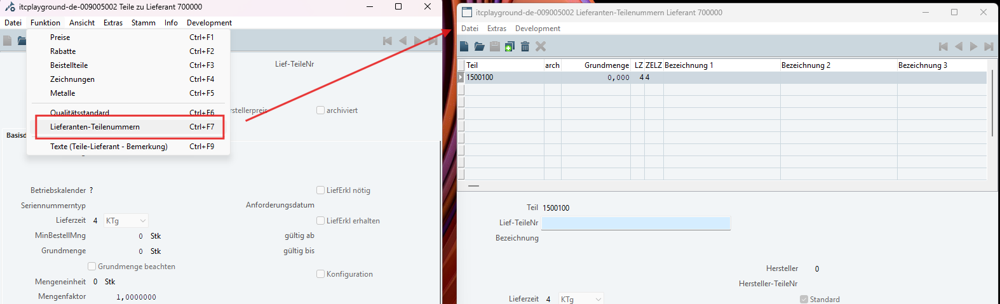 itcplayground-de-009005002 Teile zu Lieferant 700000
Datei Funktion Ansicht Extras Stamm Info Development
Preise Ctrl+F1
Rabatte Ctrl+F2
Beistellteile Ctrl+F3
Zeichnungen Ctrl+F4
Metalle Ctrl+F5
Qualitätsstandard Ctrl+F6
Lieferanten-Teilenummern Ctrl+F7
Texte (Teile-Lieferant - Bemerkung) Ctrl+F9
Lief-TeileNr
rstellerpreis archiviert
Basisd
Betriebskalender ? LiefErkl nötig
Seriennummerntyp Anforderungsdatum
Lieferzeit 4 KTg LiefErkl erhalten
MinBestellMng 0 Stk gültig ab
Grundmenge 0 Stk gültig bis
Grundmenge beachten
Konfiguration
Mengeneinheit 0 Stk
Mengenfaktor 1,0000000
itcplayground-de-009005002 Lieferanten-Teilenummern Lieferant 700000
Datei Extras Development
Teil arch Grundmenge LZ ZELZ Bezeichnung 1 Bezeichnung 2 Bezeichnung 3
1500100 0,000 4 4
Teil 1500100
Lief-TeileNr
Bezeichnung
Hersteller 0
Hersteller-TeileNr
Lieferzeit 4 KTg Standard